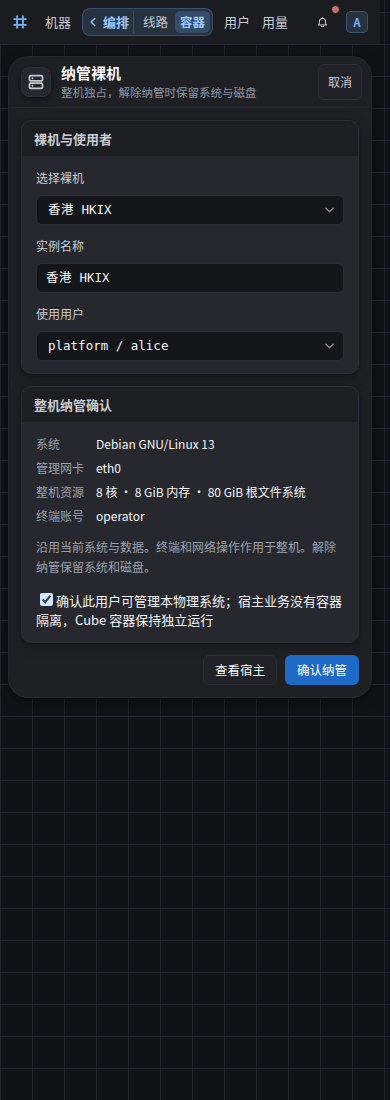 机器 编排 线路 容器 用户 用量 A
纳管裸机
整机独占，解除纳管时保留系统与磁盘
取消
裸机与使用者
选择裸机
香港 HKIX
实例名称
香港 HKIX
使用用户
platform / alice
整机纳管确认
系统 Debian GNU/Linux 13
管理网卡 eth0
整机资源 8 核 · 8 GiB 内存 · 80 GiB 根文件系统
终端账号 operator
沿用当前系统与数据。终端和网络操作作用于整机。解除
纳管保留系统和磁盘。
确认此用户可管理本物理系统；宿主业务没有容器
隔离，Cube 容器保持独立运行
查看宿主 确认纳管